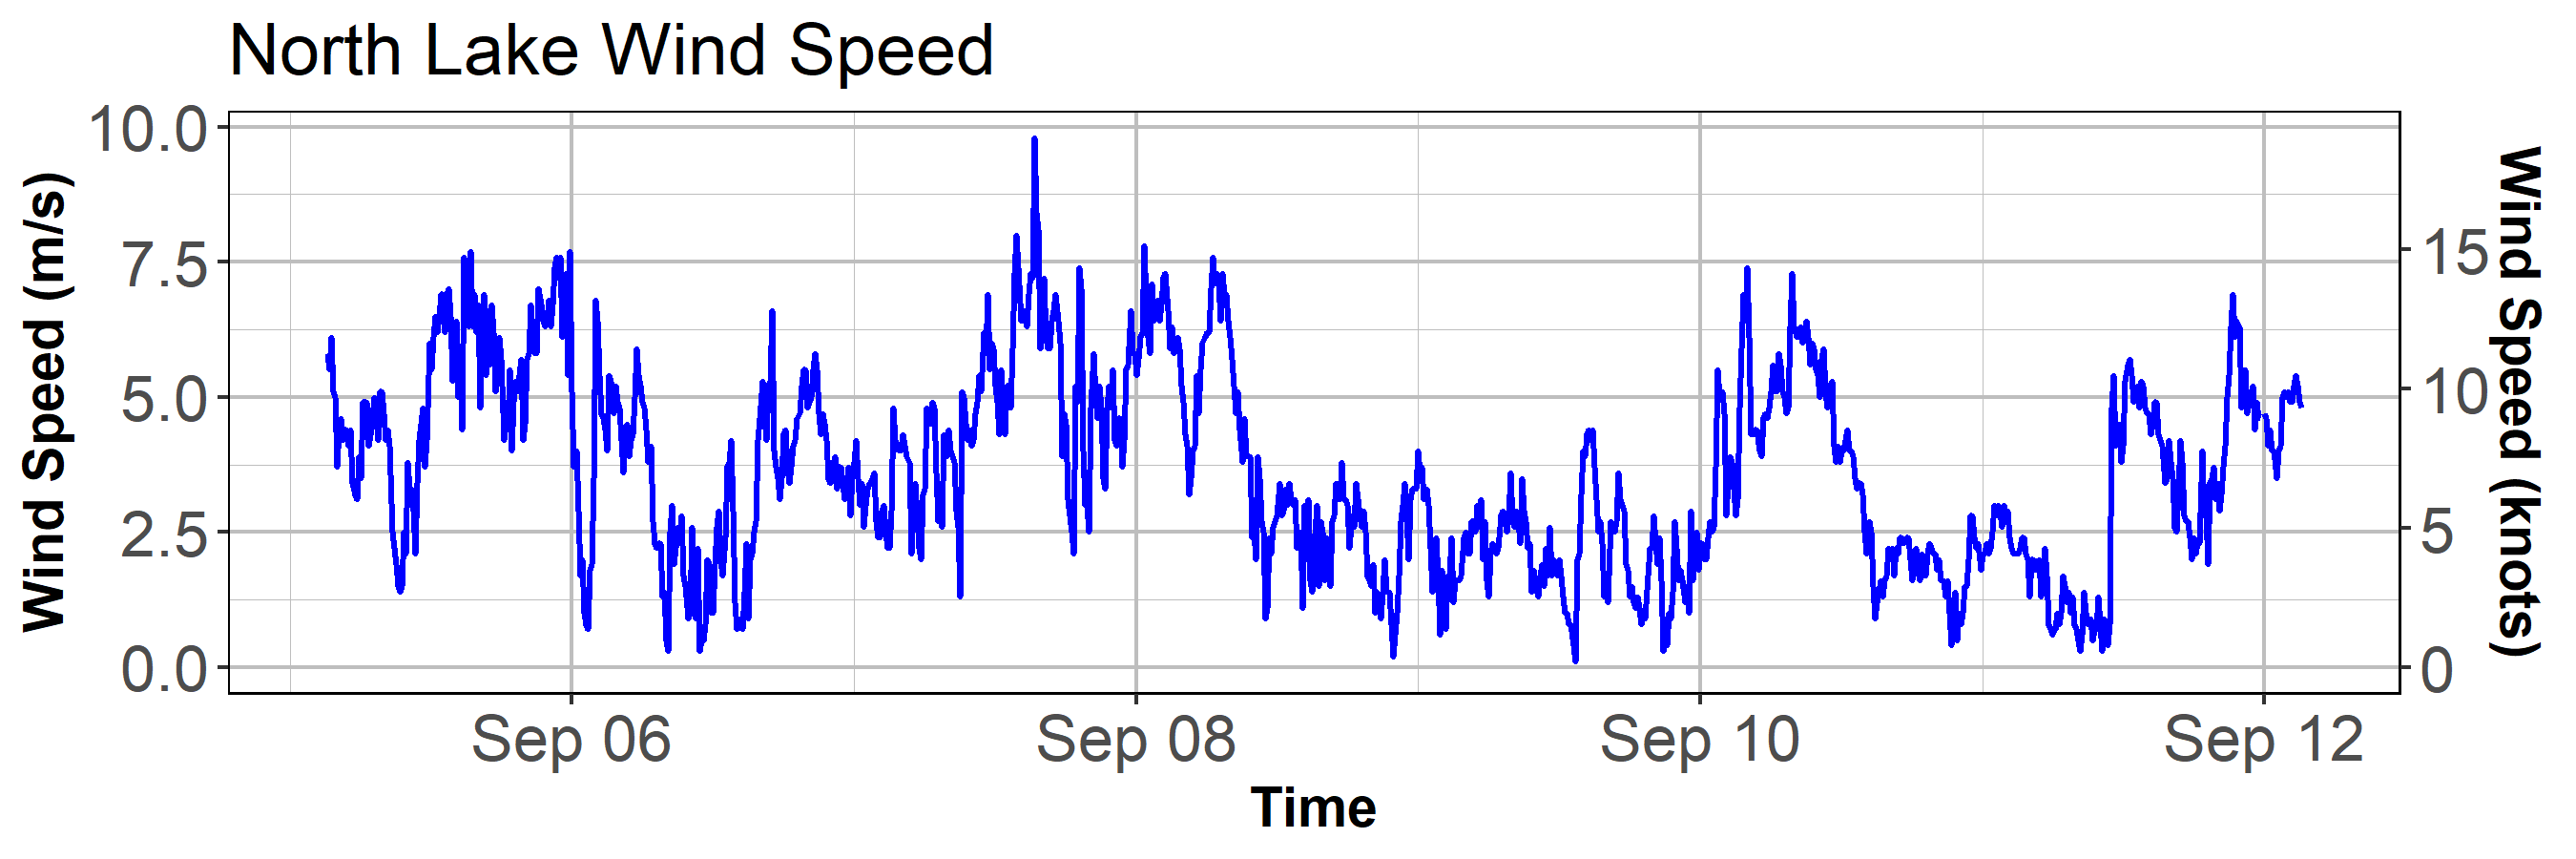 North Lake Wind Speed
Wind Speed (m/s)
10.0
7.5
5.0
2.5
0.0
Wind Speed (knots)
15
10
5
0
Sep 06
Sep 08
Sep 10
Sep 12
Time